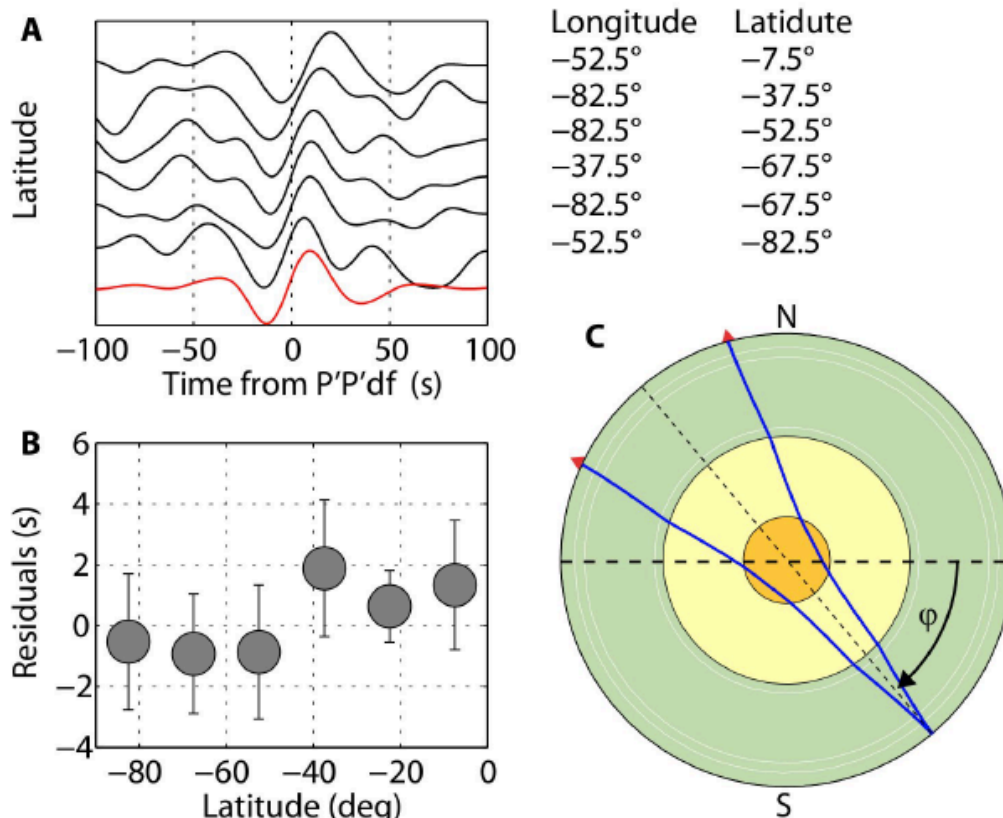 A
Latitude
−100 −50 0 50 100
Time from P'P'df (s)
Longitude Latidute
−52.5° −7.5°
−82.5° −37.5°
−82.5° −52.5°
−37.5° −67.5°
−82.5° −67.5°
−52.5° −82.5°
B
Residuals (s)
6
4
2
0
−2
−4
−80 −60 −40 −20 0
Latitude (deg)
C
N
φ
S